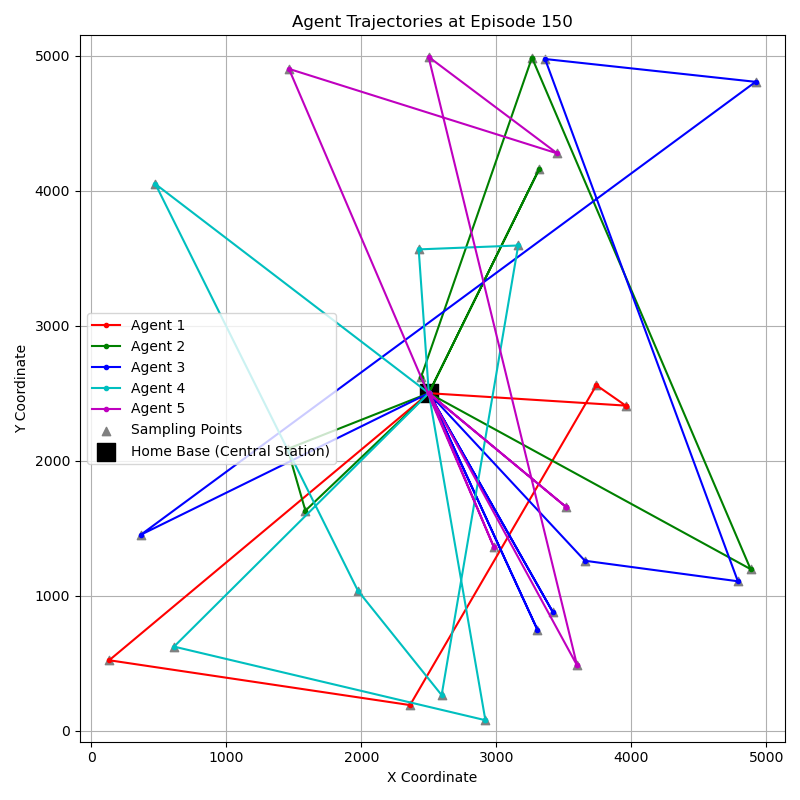 Agent Trajectories at Episode 150
5000
4000
3000
2000
1000
0
Y Coordinate
Agent 1
Agent 2
Agent 3
Agent 4
Agent 5
Sampling Points
Home Base (Central Station)
0 1000 2000 3000 4000 5000
X Coordinate